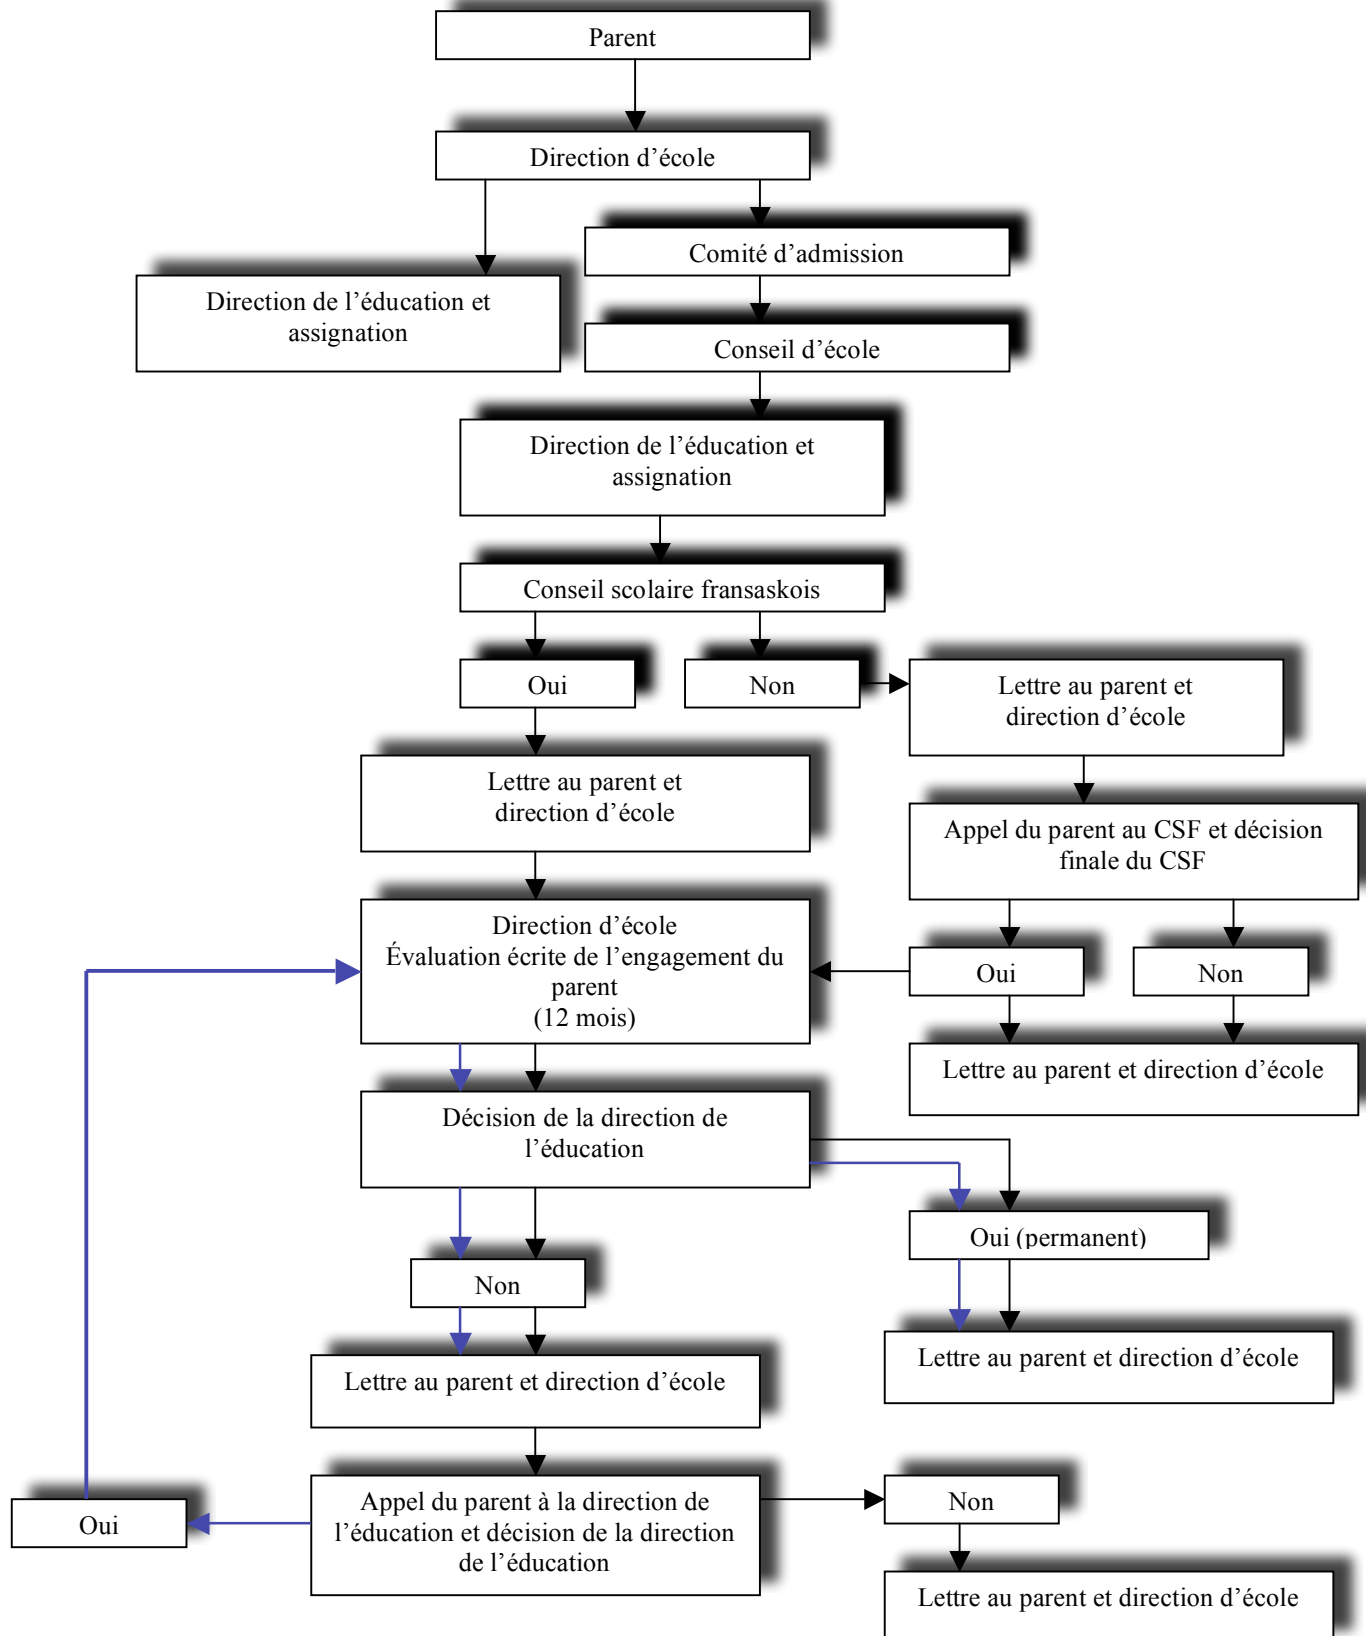 Parent
Direction d’école
Comité d’admission
Direction de l’éducation et
assignation
Conseil d’école
Direction de l’éducation et
assignation
Conseil scolaire fransaskois
Oui
Non
Lettre au parent et
direction d’école
Lettre au parent et
direction d’école
Appel du parent au CSF et décision
finale du CSF
Direction d’école
Évaluation écrite de l’engagement du
parent
(12 mois)
Oui
Non
Lettre au parent et direction d’école
Décision de la direction de
l’éducation
Oui (permanent)
Non
Lettre au parent et direction d’école
Lettre au parent et direction d’école
Appel du parent à la direction de
l’éducation et décision de la direction
de l’éducation
Non
Oui
Lettre au parent et direction d’école